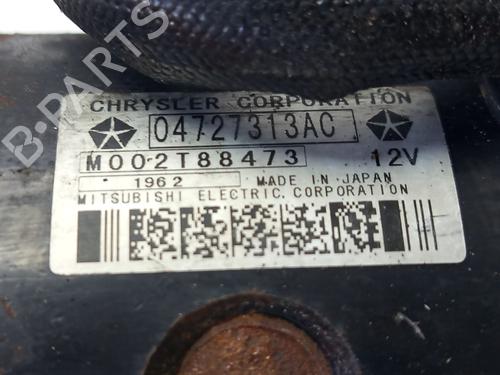 B-PARTS
CHRYSLER CORPORATION
04727313AC
M002T88473 12V
1962 MADE IN JAPAN
MITSUBISHI ELECTRIC CORPORATION